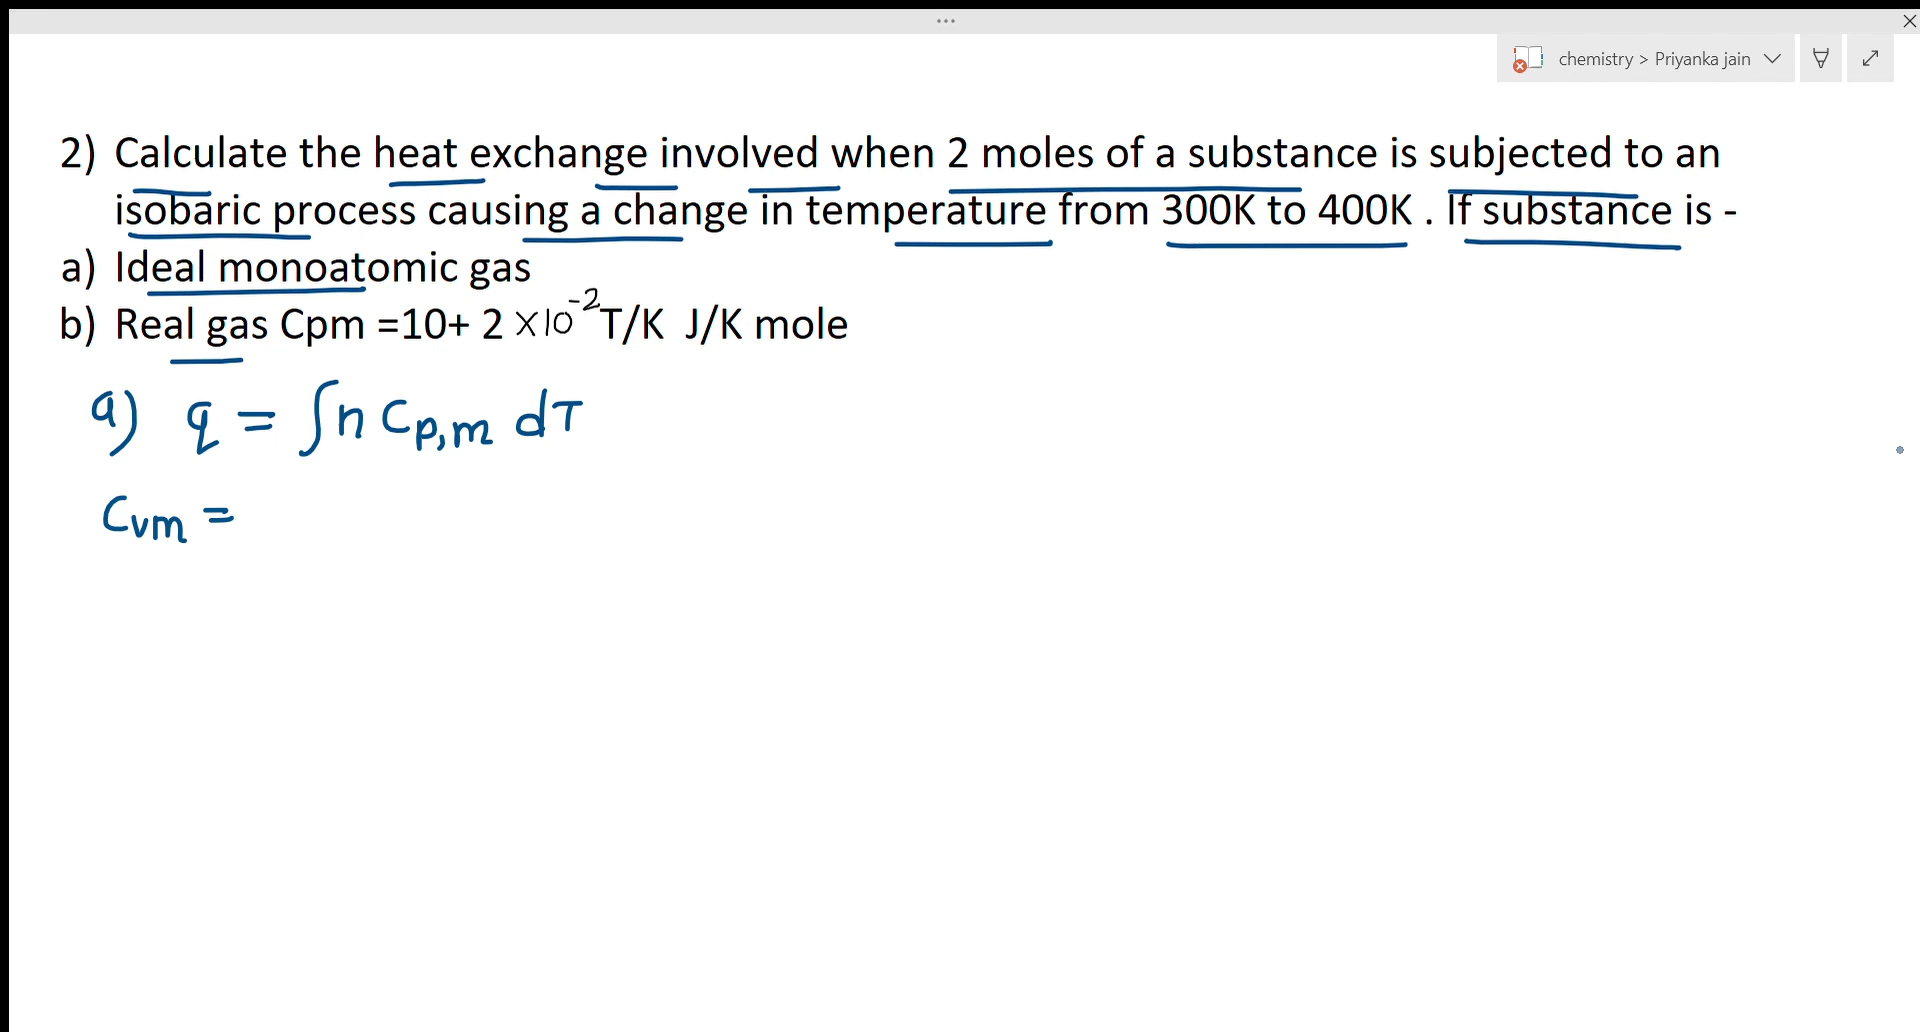 ...
chemistry > Priyanka jain
2) Calculate the heat exchange involved when 2 moles of a substance is subjected to an
isobaric process causing a change in temperature from 300K to 400K . If substance is -
a) Ideal monoatomic gas
b) Real gas Cpm =10+ 2 ×10⁻²T/K J/K mole
a) q = ∫n Cp,m dT
Cvm =